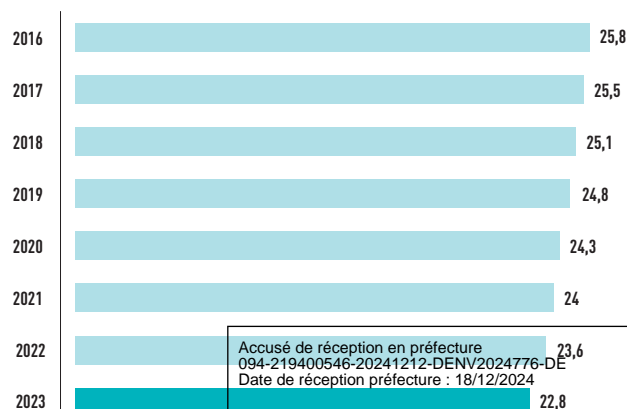 2016 25,8
2017 25,5
2018 25,1
2019 24,8
2020 24,3
2021 24
2022 23,6
Accusé de réception en préfecture
094-219400546-20241212-DENV2024776-DE
Date de réception préfecture : 18/12/2024
2023 22,8